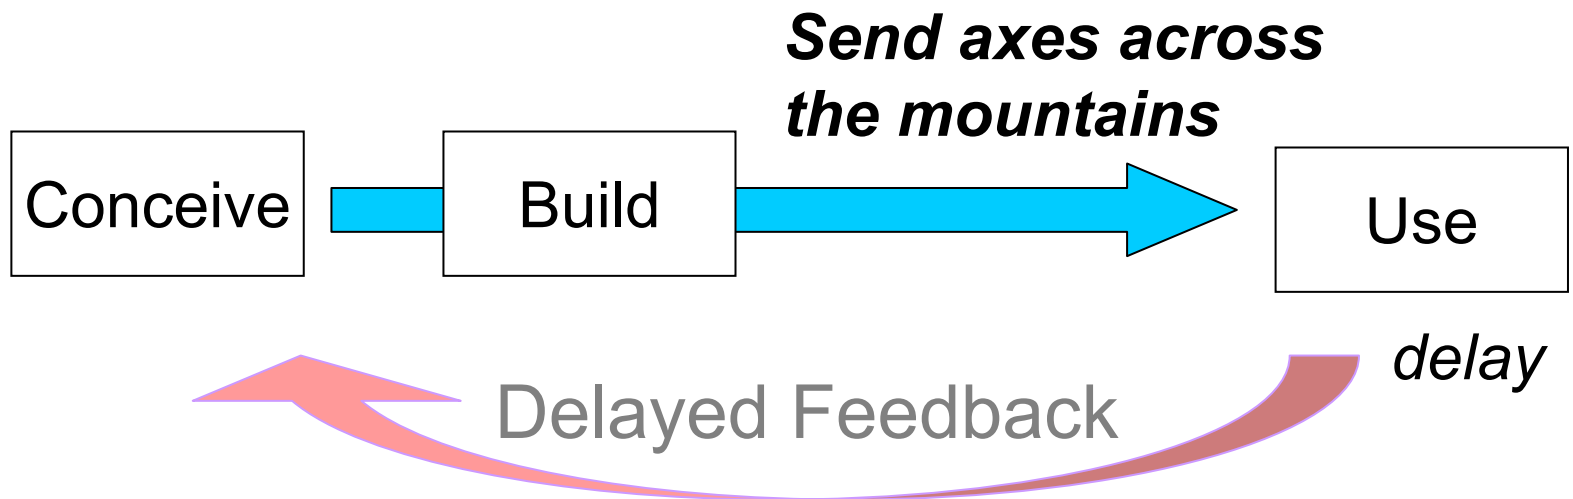 Send axes across
the mountains
Conceive
Build
Use
delay
Delayed Feedback